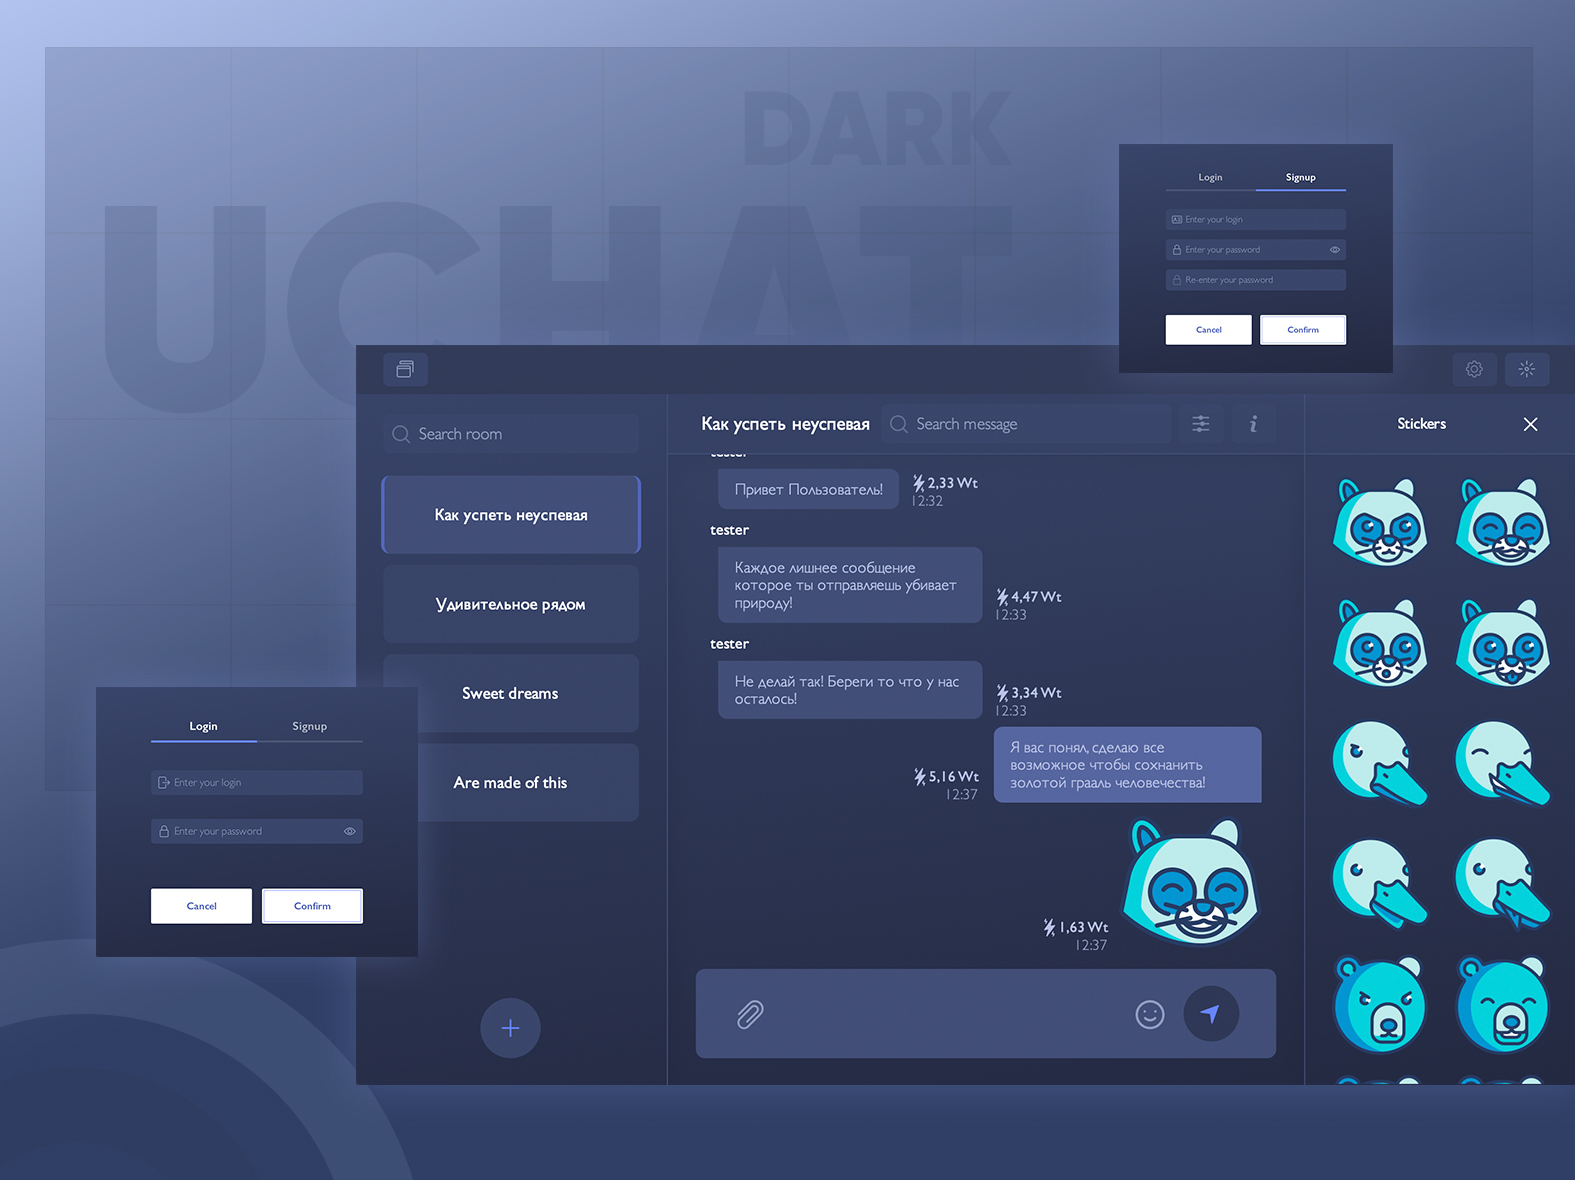 DARK
UCHAT
Login Signup
Enter your login
Enter your password
Re-enter your password
Cancel Confirm
Search room
Как успеть неуспевая
Удивительное рядом
Sweet dreams
Are made of this
Как успеть неуспевая
Search message
tester
Привет Пользователь!
2,33 Wt
12:32
tester
Каждое лишнее сообщение
которое ты отправляешь убивает
природу!
4,47 Wt
12:33
tester
Не делай так! Береги то что у нас
осталось!
3,34 Wt
12:33
Я вас понял, сделаю все
возможное чтобы сохнанить
золотой грааль человечества!
5,16 Wt
12:37
1,63 Wt
12:37
Stickers
Login Signup
Enter your login
Enter your password
Cancel Confirm